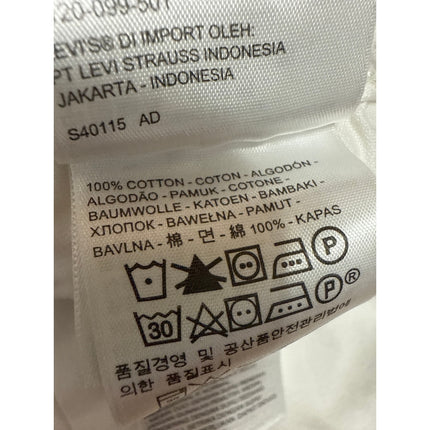 20-099-501
LEVI'S® DI IMPORT OLEH:
PT LEVI STRAUSS INDONESIA
JAKARTA - INDONESIA
S40115 AD
100% COTTON - COTON - ALGODÓN -
ALGODÃO - PAMUK - COTONE -
BAUMWOLLE - KATOEN - BAMBAKI -
ХЛОПОК - BAWEŁNA - PAMUT -
BAVLNA - 棉 - 면 - 綿 100% - KAPAS
P
30 P ®
품질경영 및 공산품안전관리법에
의한 품질표시